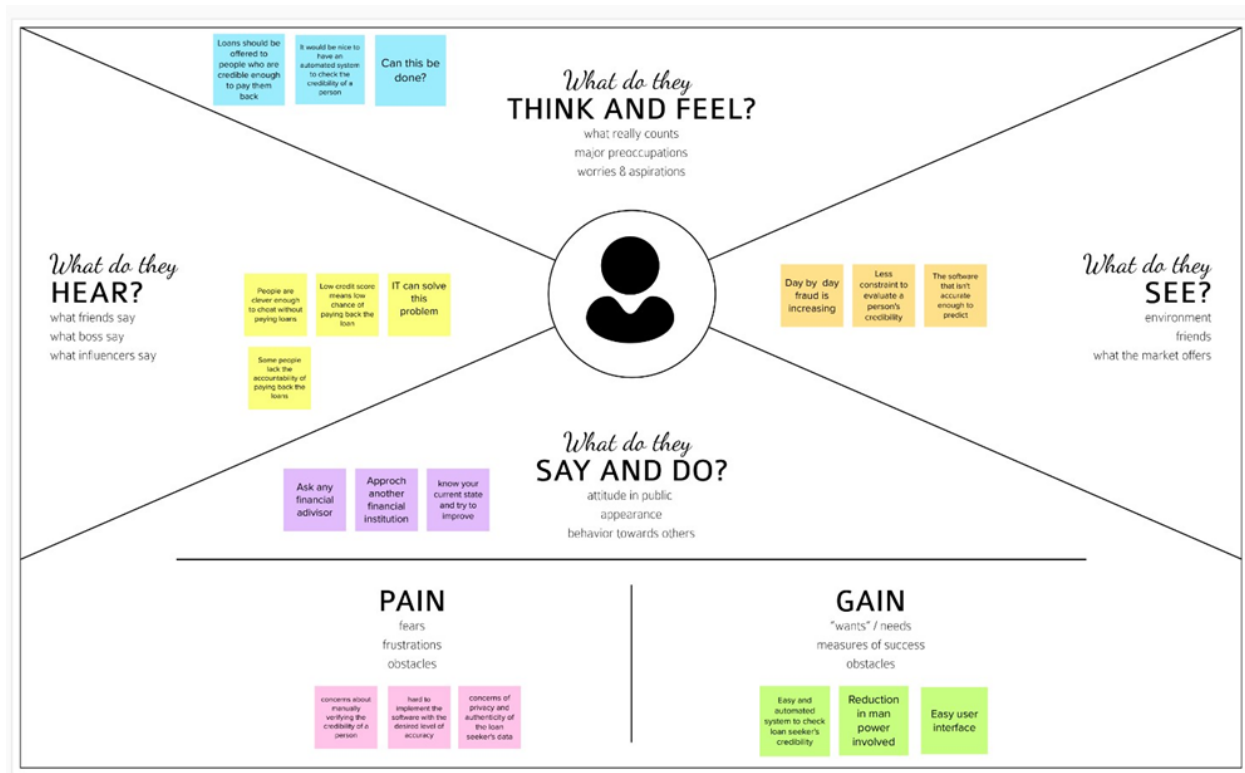 Loans should be
offered to
people who are
credible enough
to pay them
back
It would be nice to
have an
automated system
to check the
credibility of a
person
Can this be
done?
What do they
THINK AND FEEL?
what really counts
major preoccupations
worries & aspirations
What do they
HEAR?
what friends say
what boss say
what influencers say
People are
clever enough
to cheat without
paying loans
Low credit score
means low
chance of
paying back the
loan
IT can solve
this
problem
Some people
lack the
accountability of
paying back the
loans
Day by day
fraud is
increasing
Less
constraint to
evaluate a
person's
credibility
The software
that isn't
accurate
enough to
predict
What do they
SEE?
environment
friends
what the market offers
What do they
SAY AND DO?
attitude in public
appearance
behavior towards others
Ask any
financial
adivisor
Approch
another
financial
institution
know your
current state
and try to
improve
PAIN
fears
frustrations
obstacles
concerns about
manually
verifying the
credibility of a
person
hard to
implement the
software with the
desired level of
accuracy
concerns of
privacy and
authenticity of
the loan
seeker's data
GAIN
"wants" / needs
measures of success
obstacles
Easy and
automated
system to check
loan seeker's
credibility
Reduction
in man
power
involved
Easy user
interface